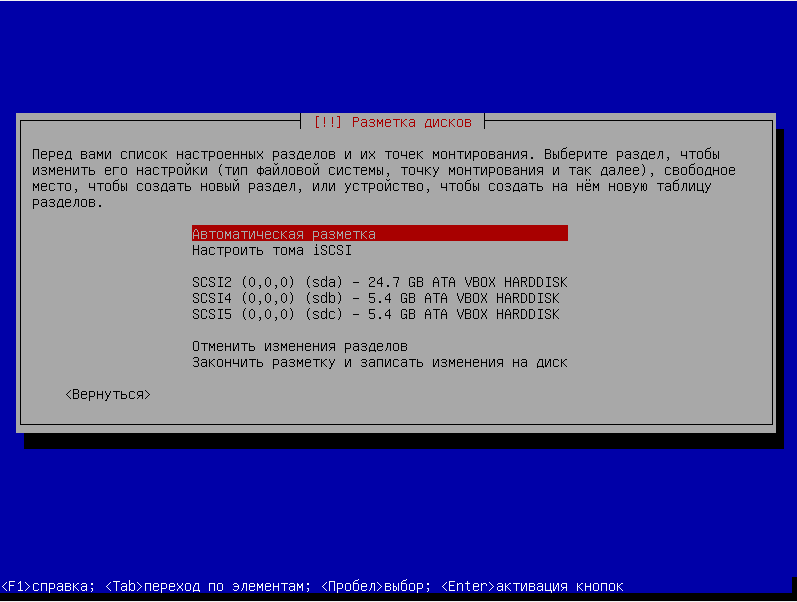 [!!] Разметка дисков
Перед вами список настроенных разделов и их точек монтирования. Выберите раздел, чтобы
изменить его настройки (тип файловой системы, точку монтирования и так далее), свободное
место, чтобы создать новый раздел, или устройство, чтобы создать на нём новую таблицу
разделов.
Автоматическая разметка
Настроить тома iSCSI
SCSI2 (0,0,0) (sda) – 24.7 GB ATA VBOX HARDDISK
SCSI4 (0,0,0) (sdb) – 5.4 GB ATA VBOX HARDDISK
SCSI5 (0,0,0) (sdc) – 5.4 GB ATA VBOX HARDDISK
Отменить изменения разделов
Закончить разметку и записать изменения на диск
<Вернуться>
<F1>справка; <Tab>переход по элементам; <Пробел>выбор; <Enter>активация кнопок